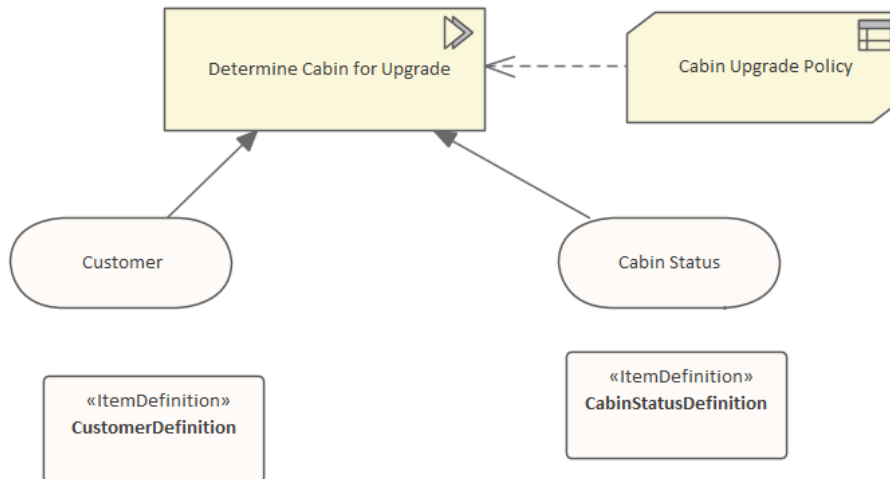 Determine Cabin for Upgrade
Cabin Upgrade Policy
Customer
Cabin Status
«ItemDefinition»
CustomerDefinition
«ItemDefinition»
CabinStatusDefinition